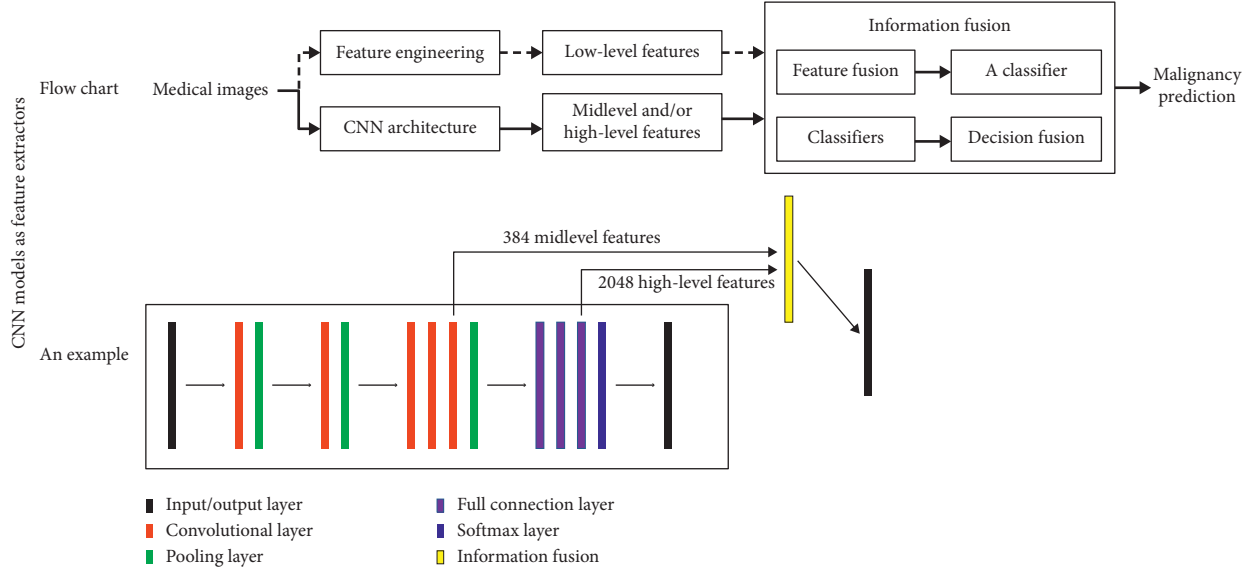 CNN models as feature extractors
Flow chart
Medical images
Feature engineering
Low-level features
CNN architecture
Midlevel and/or
high-level features
Information fusion
Feature fusion
A classifier
Classifiers
Decision fusion
Malignancy
prediction
An example
384 midlevel features
2048 high-level features
Input/output layer
Convolutional layer
Pooling layer
Full connection layer
Softmax layer
Information fusion